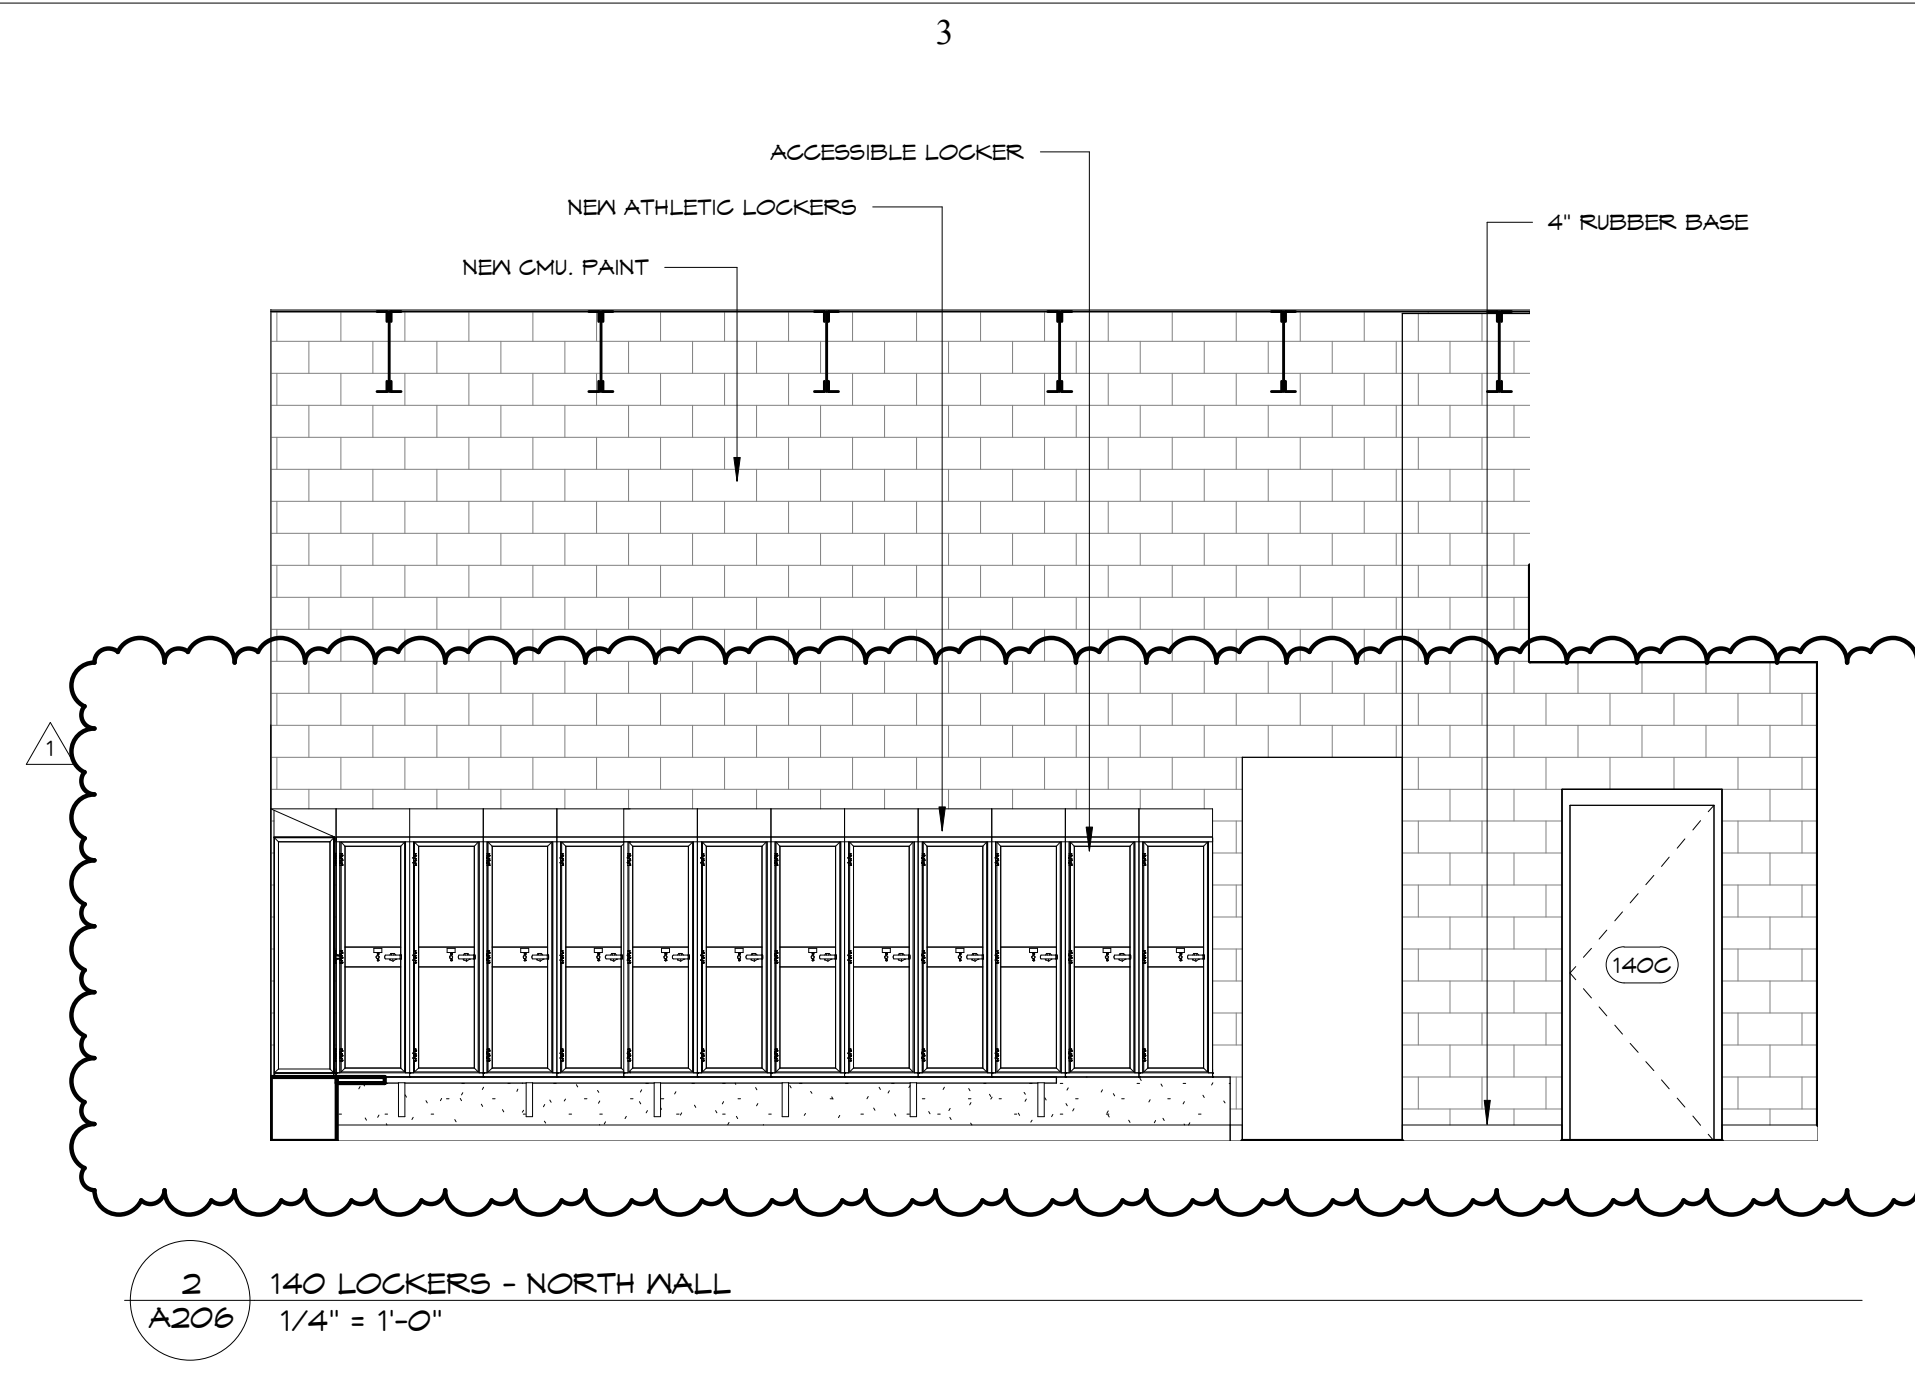 3
ACCESSIBLE LOCKER
NEW ATHLETIC LOCKERS
4" RUBBER BASE
NEW CMU. PAINT
1
140C
2
140 LOCKERS - NORTH WALL
A206
1/4" = 1'-0"